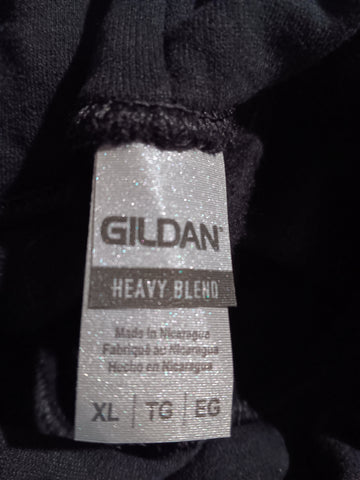 GILDAN
HEAVY BLEND
Made in Nicaragua
Fabriqué au Nicaragua
Hecho en Nicaragua
XL | TG | EG